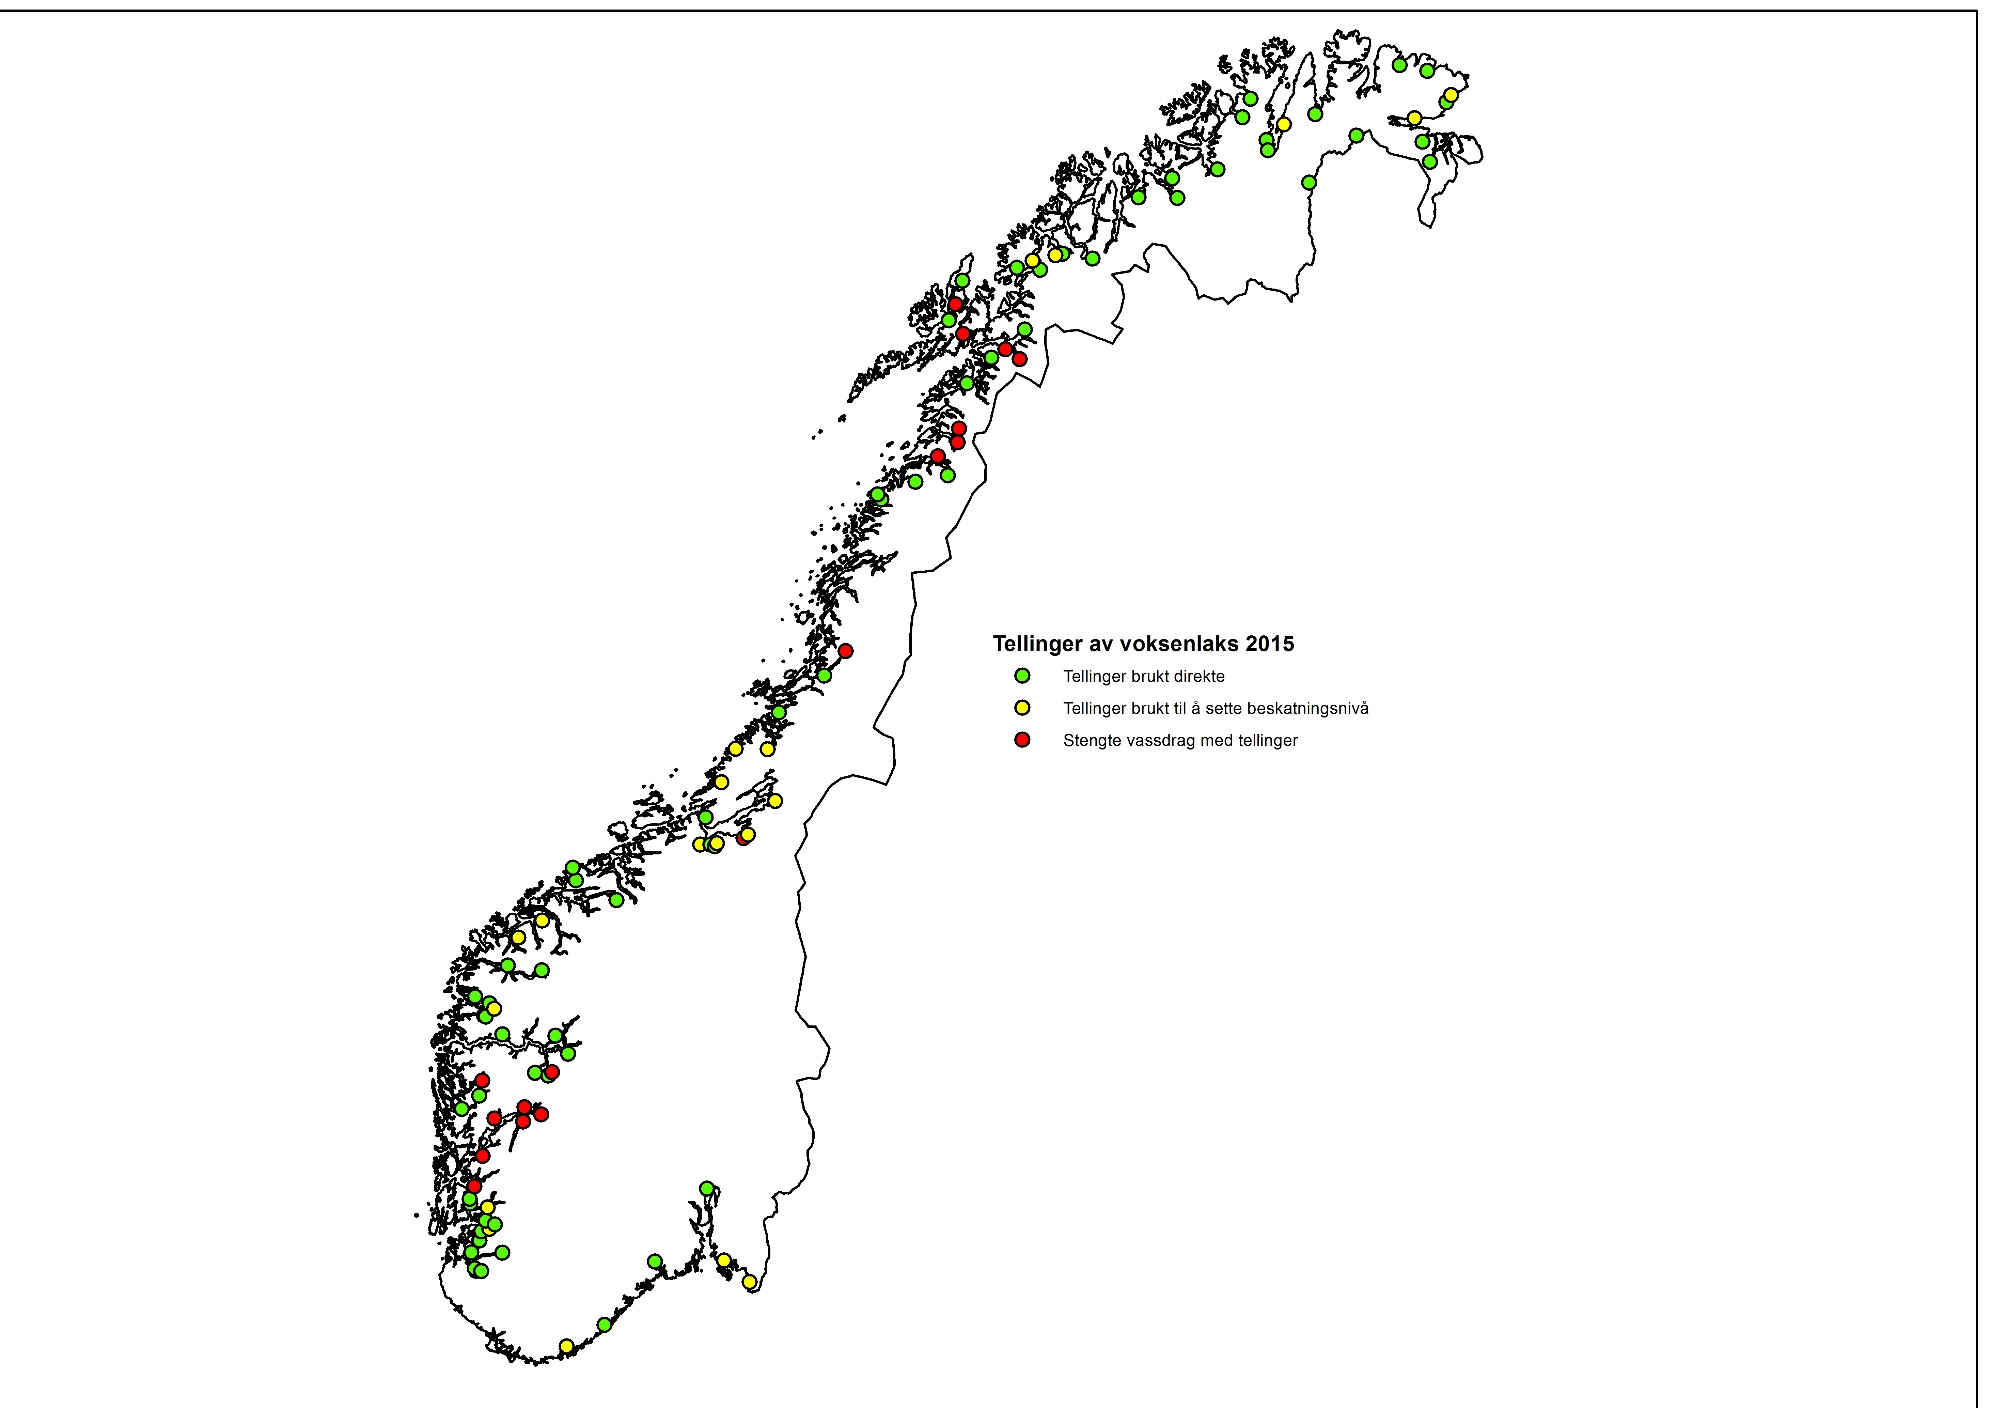 Tellinger av voksenlaks 2015
Tellinger brukt direkte
Tellinger brukt til å sette beskatningsnivå
Stengte vassdrag med tellinger